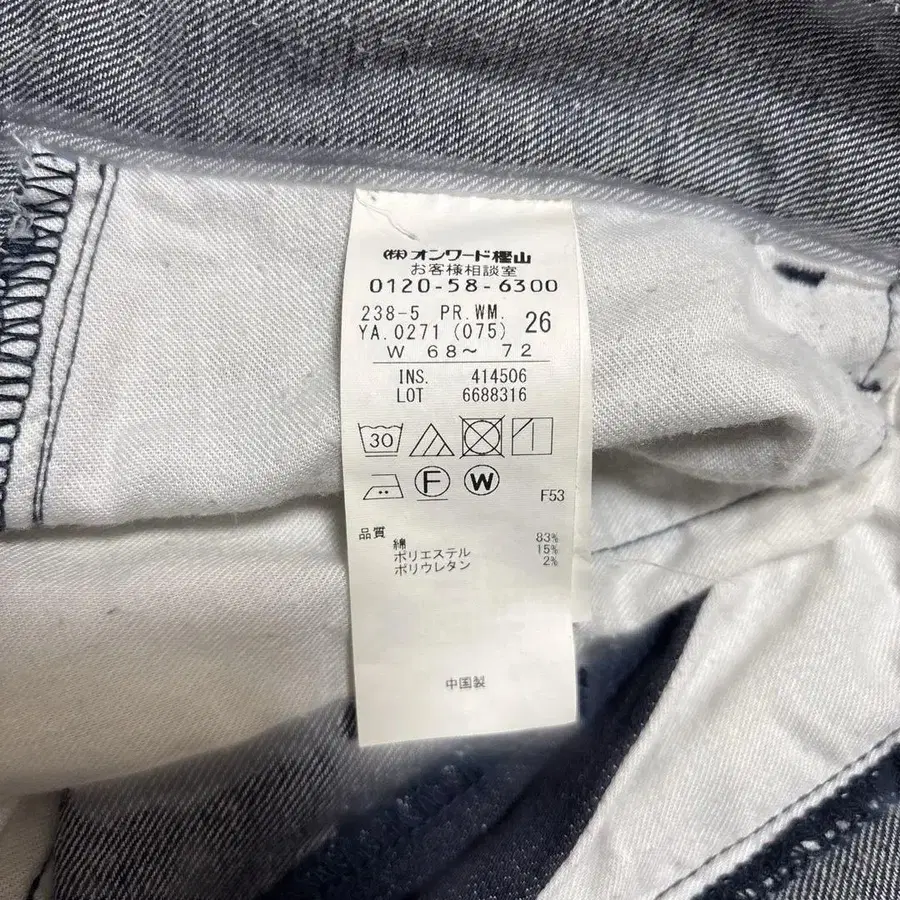 (株)オンワード樫山
お客様相談室
0120-58-6300
238-5 PR.WM.
YA.0271 (075) 26
W 68～ 72
INS. 414506
LOT 6688316
30
F W
F53
品質
綿 83%
ポリエステル 15%
ポリウレタン 2%
中国製